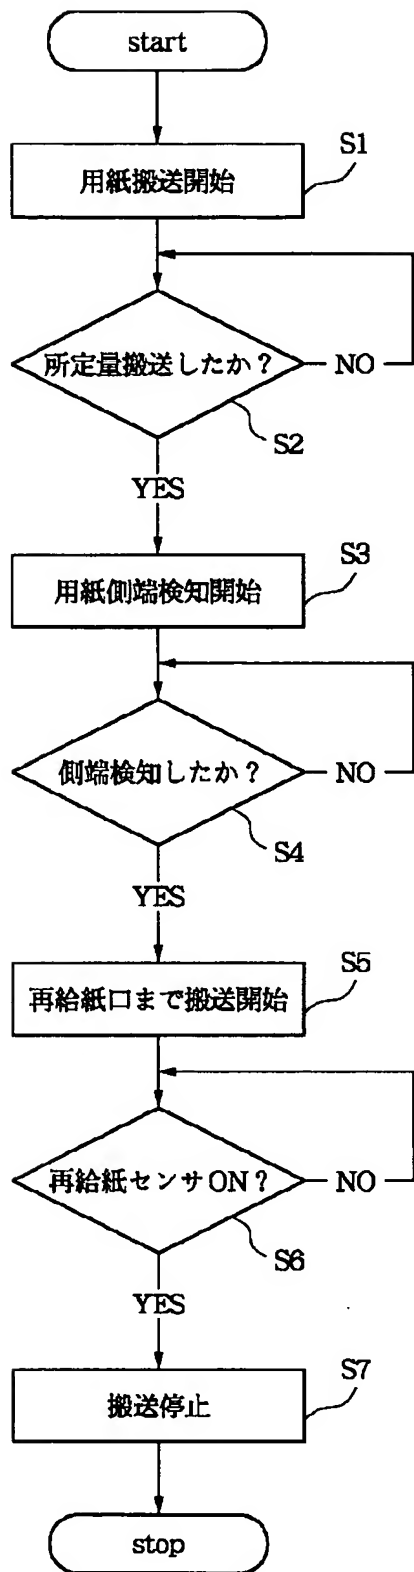 start
S1
用紙搬送開始
所定量搬送したか?
NO
S2
YES
S3
用紙側端検知開始
側端検知したか?
NO
S4
YES
S5
再給紙口まで搬送開始
再給紙センサON?
NO
S6
YES
S7
搬送停止
stop